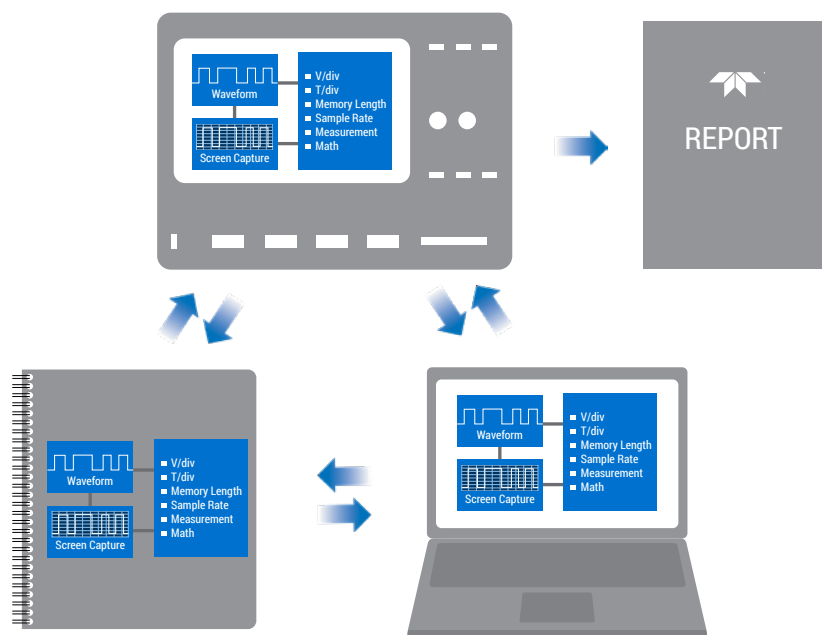 Waveform
Screen Capture
V/div
T/div
Memory Length
Sample Rate
Measurement
Math
REPORT
Waveform
Screen Capture
V/div
T/div
Memory Length
Sample Rate
Measurement
Math
Waveform
Screen Capture
V/div
T/div
Memory Length
Sample Rate
Measurement
Math